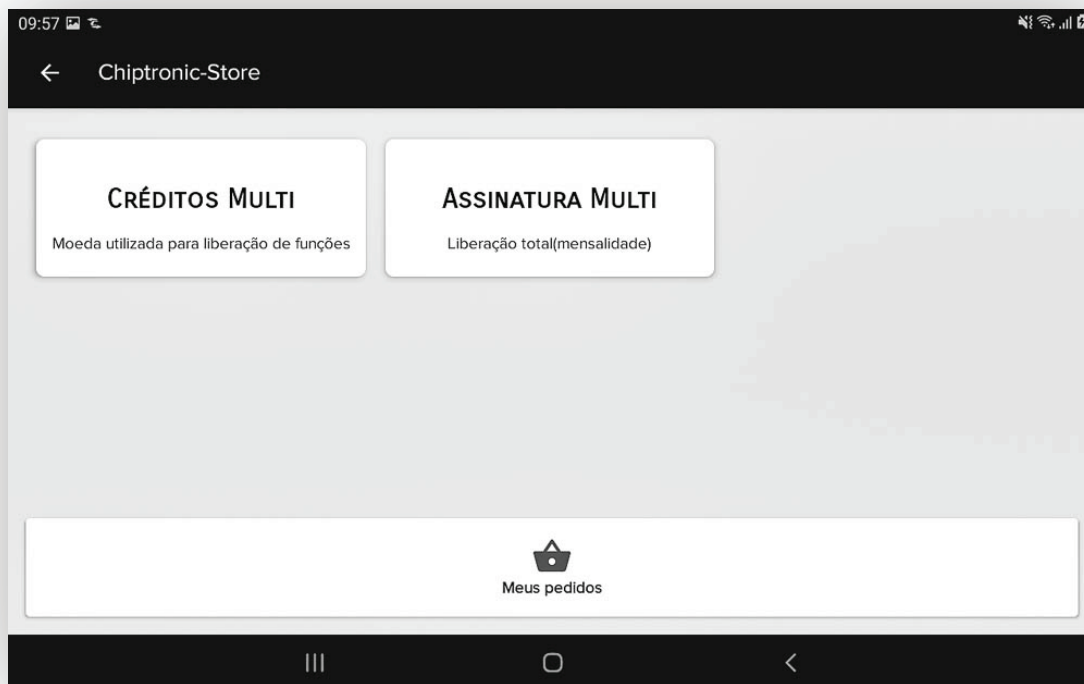 09:57
Chiptronic-Store
CRÉDITOS MULTI
Moeda utilizada para liberação de funções
ASSINATURA MULTI
Liberação total(mensalidade)
Meus pedidos